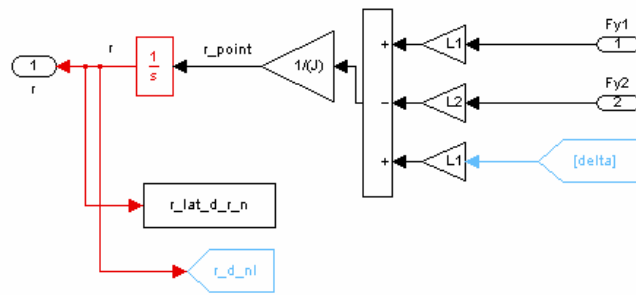 Fy1
r
r_point
+
L1
1
1
1
s
1/(J)
r
Fy2
−
L2
2
+
L1
[delta]
r_lat_d_r_n
r_d_nl